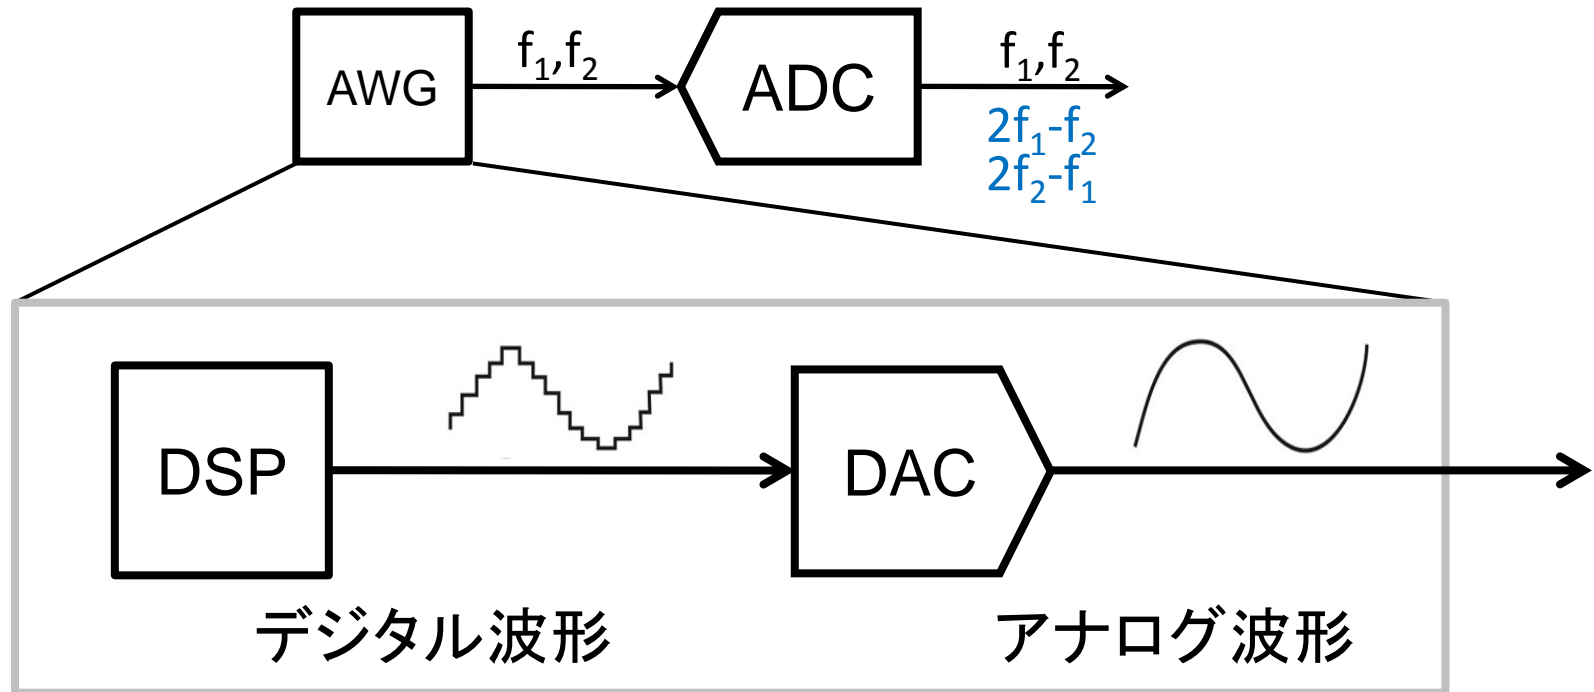 AWG
f₁,f₂
ADC
f₁,f₂
2f₁-f₂
2f₂-f₁
DSP
DAC
デジタル波形
アナログ波形